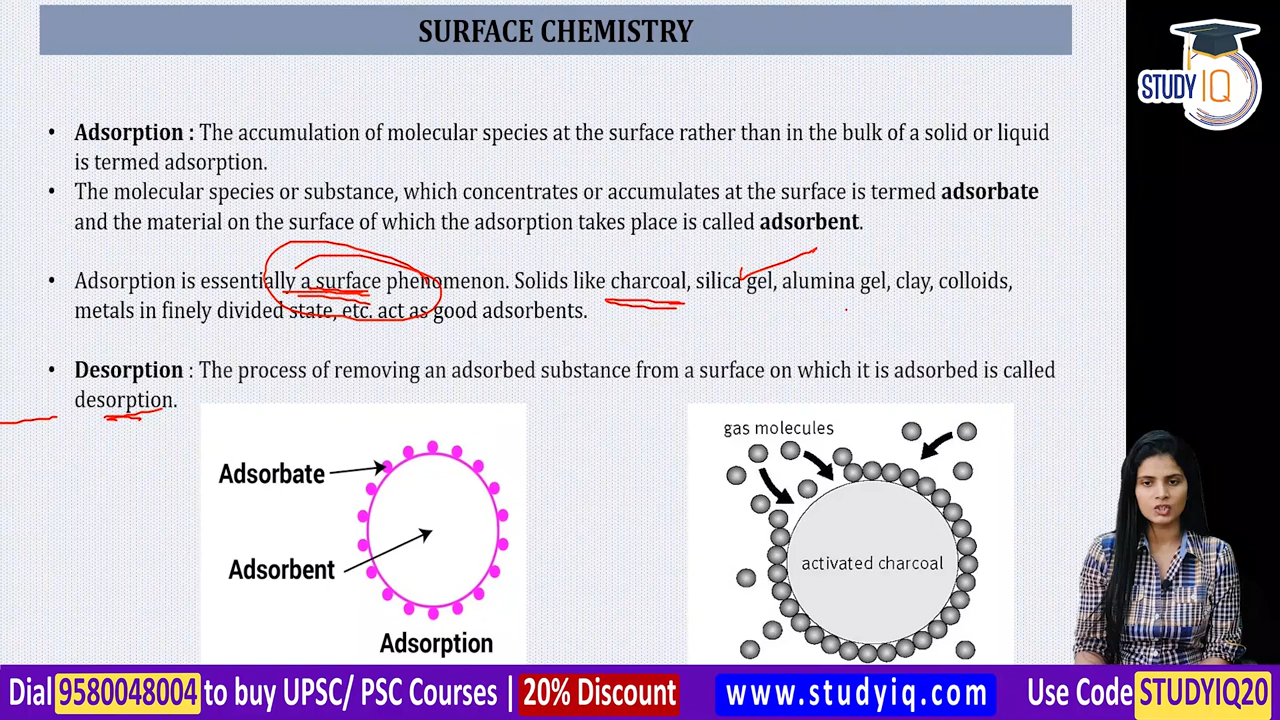 SURFACE CHEMISTRY
STUDY IQ
• Adsorption : The accumulation of molecular species at the surface rather than in the bulk of a solid or liquid
is termed adsorption.
• The molecular species or substance, which concentrates or accumulates at the surface is termed adsorbate
and the material on the surface of which the adsorption takes place is called adsorbent.
• Adsorption is essentially a surface phenomenon. Solids like charcoal, silica gel, alumina gel, clay, colloids,
metals in finely divided state, etc. act as good adsorbents.
• Desorption : The process of removing an adsorbed substance from a surface on which it is adsorbed is called
desorption.
Adsorbate
Adsorbent
Adsorption
gas molecules
activated charcoal
Dial 9580048004 to buy UPSC/ PSC Courses | 20% Discount www.studyiq.com Use Code STUDYIQ20